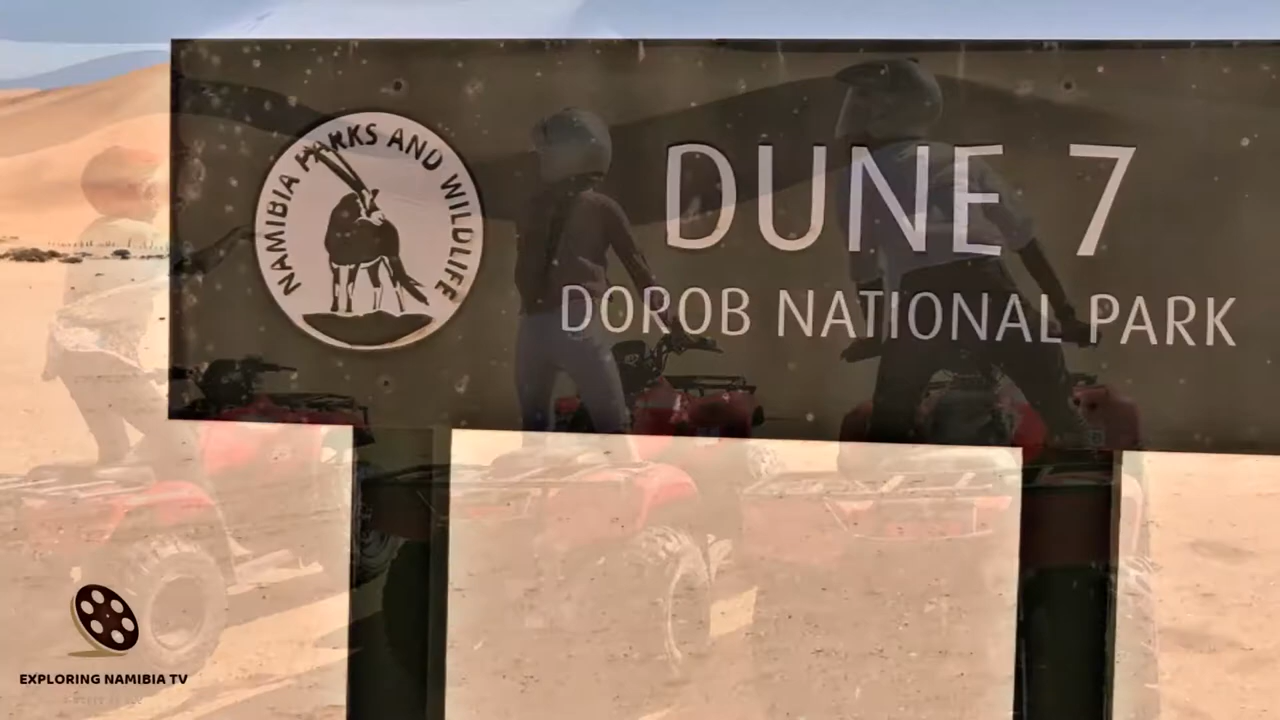 NAMIBIA PARKS AND WILDLIFE
DUNE 7
DOROB NATIONAL PARK
EXPLORING NAMIBIA TV